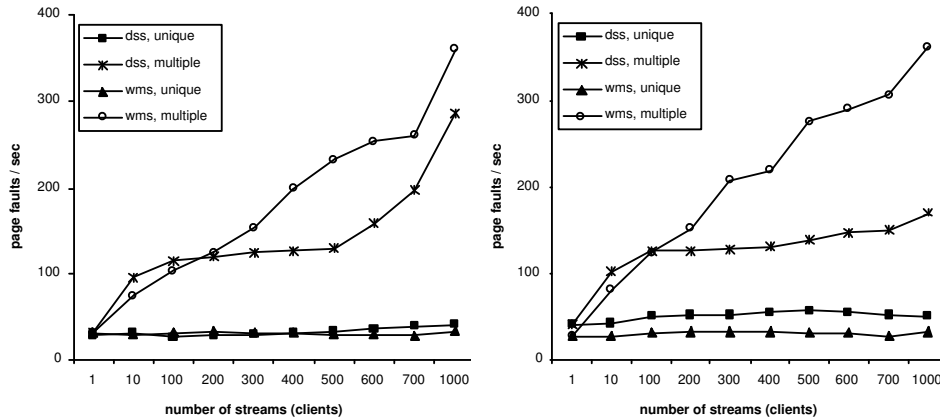 400
300
200
100
0
page faults / sec
dss, unique
dss, multiple
wms, unique
wms, multiple
1 10 100 200 300 400 500 600 700 1000
number of streams (clients)
400
300
200
100
0
page faults / sec
dss, unique
dss, multiple
wms, unique
wms, multiple
1 10 100 200 300 400 500 600 700 1000
number of streams (clients)